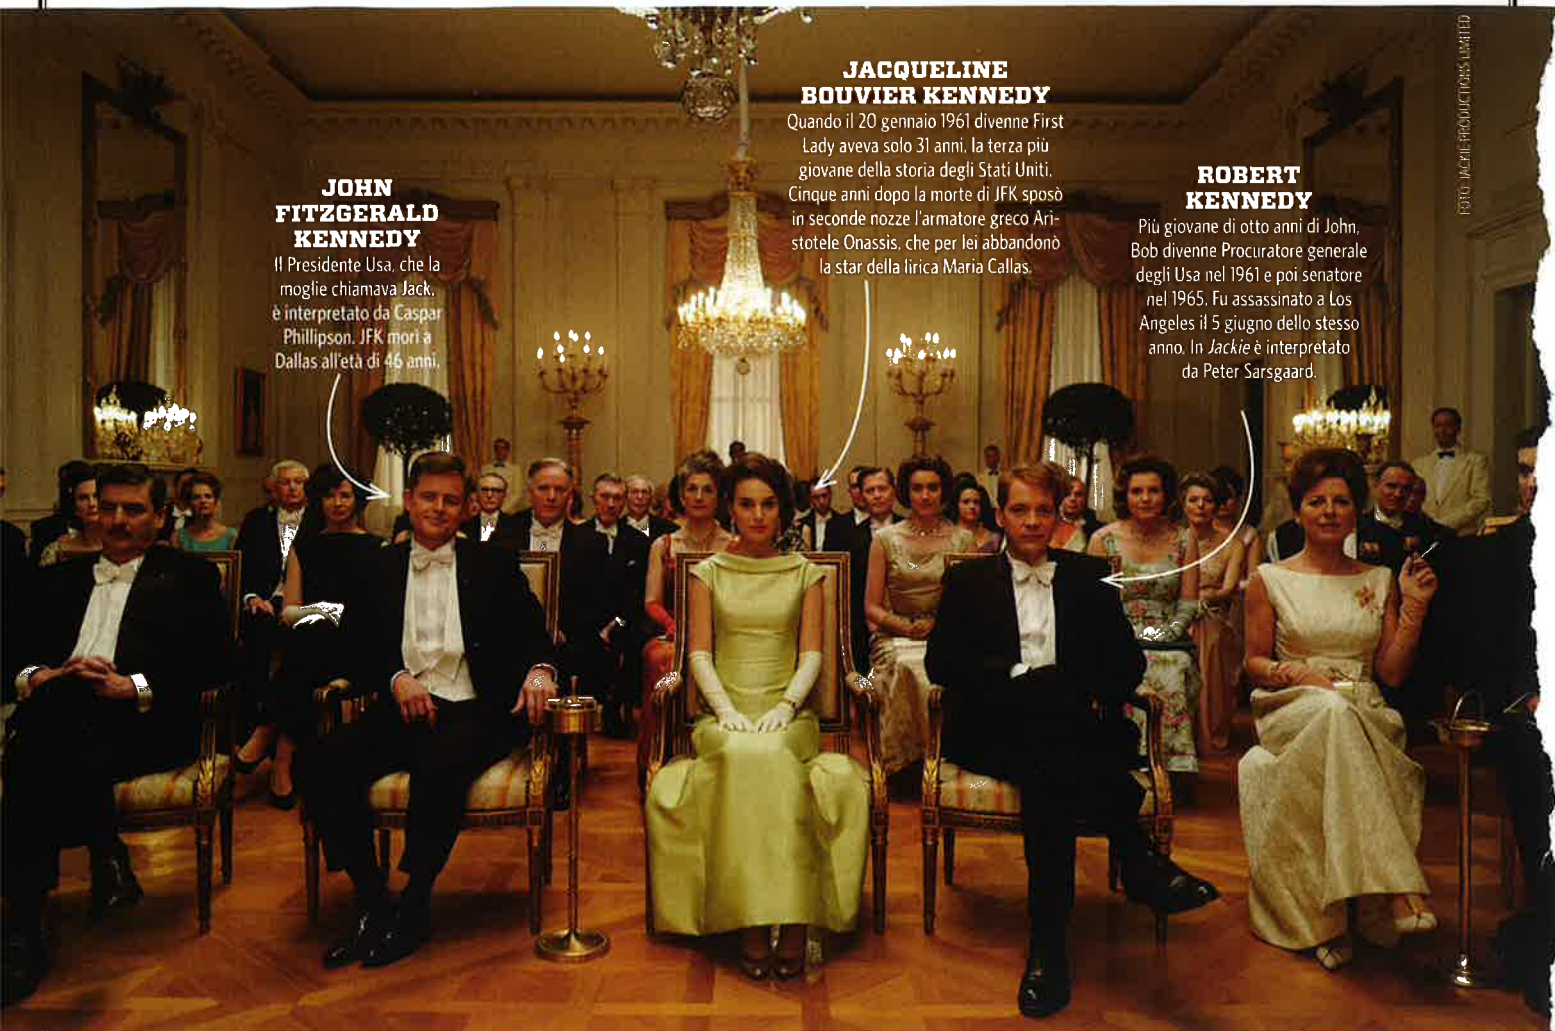 JOHN
FITZGERALD
KENNEDY
Il Presidente Usa, che la
moglie chiamava Jack,
è interpretato da Caspar
Phillipson. JFK morì a
Dallas all'età di 46 anni.
JACQUELINE
BOUVIER KENNEDY
Quando il 20 gennaio 1961 divenne First
Lady aveva solo 31 anni, la terza più
giovane della storia degli Stati Uniti.
Cinque anni dopo la morte di JFK sposò
in seconde nozze l'armatore greco Ari-
stotele Onassis, che per lei abbandonò
la star della lirica Maria Callas.
ROBERT
KENNEDY
Più giovane di otto anni di John,
Bob divenne Procuratore generale
degli Usa nel 1961 e poi senatore
nel 1965. Fu assassinato a Los
Angeles il 5 giugno dello stesso
anno. In Jackie è interpretato
da Peter Sarsgaard.
FOTO: JACKIE PRODUCTIONS LIMITED